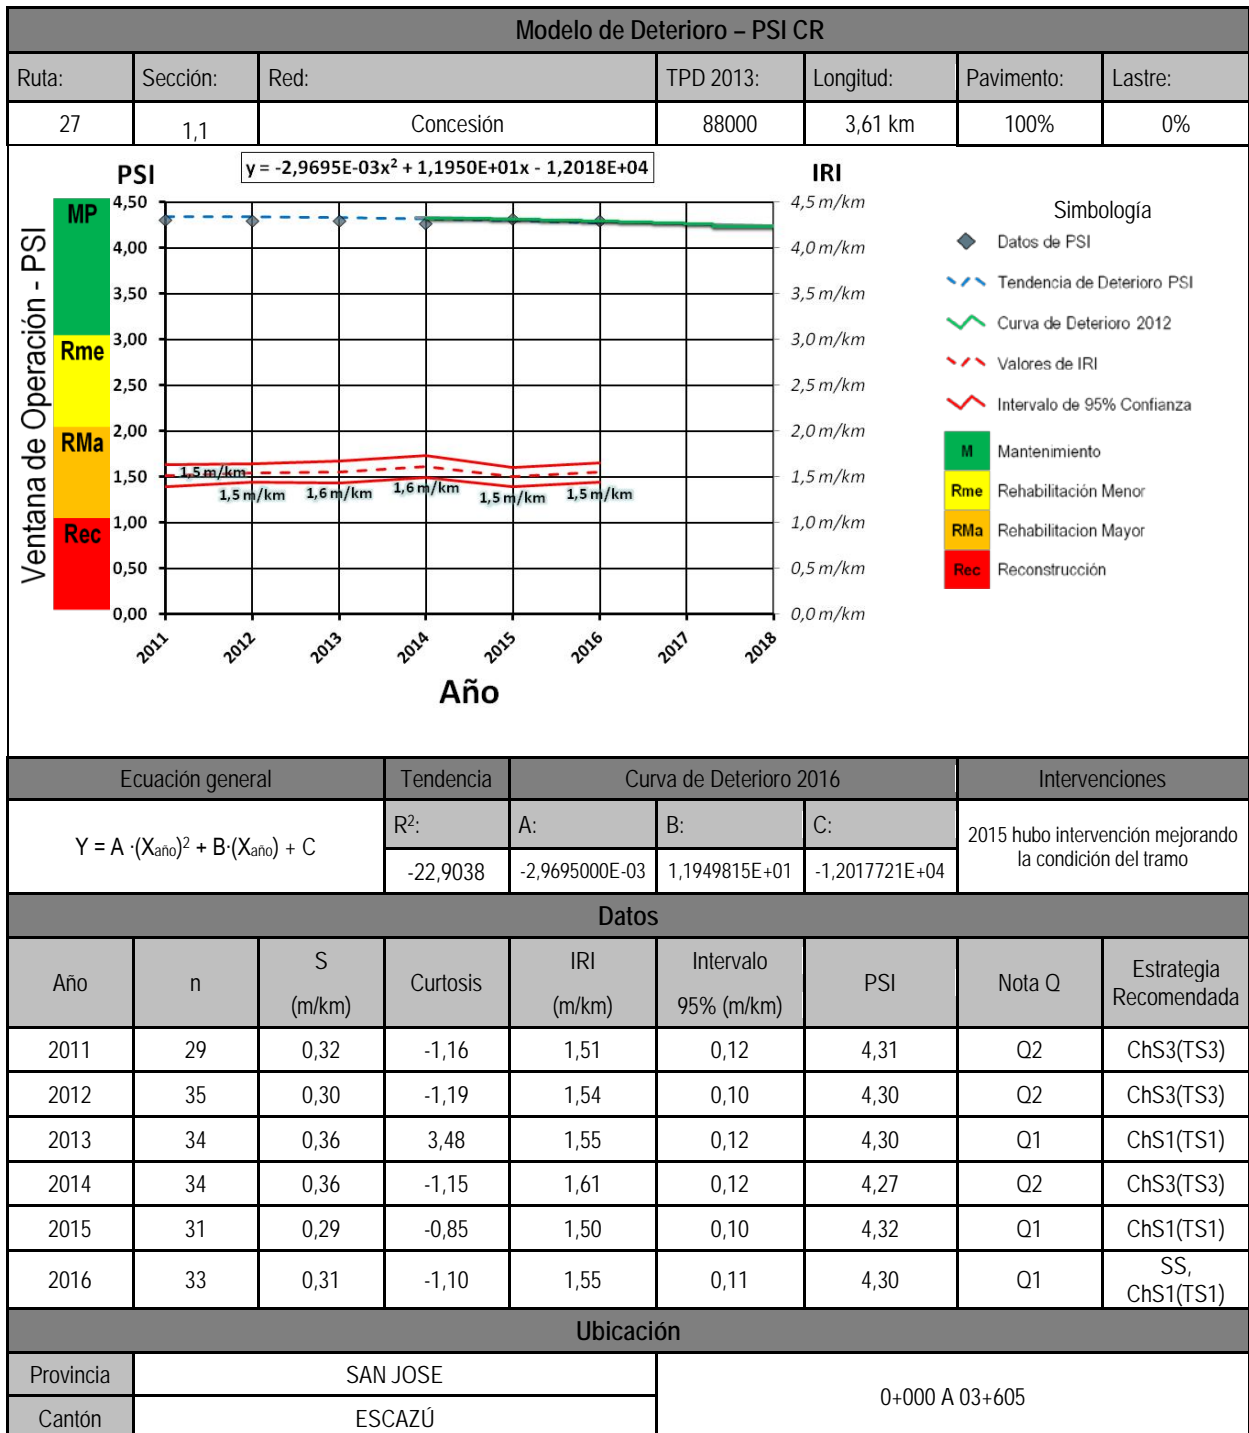 Modelo de Deterioro – PSI CR
Ruta: Sección: Red: TPD 2013: Longitud: Pavimento: Lastre:
27 1,1 Concesión 88000 3,61 km 100% 0%
y = -2,9695E-03x² + 1,1950E+01x - 1,2018E+04
PSI IRI
Ventana de Operación - PSI
MP
Rme
RMa
Rec
4,50
4,00
3,50
3,00
2,50
2,00
1,50
1,00
0,50
0,00
4,5 m/km
4,0 m/km
3,5 m/km
3,0 m/km
2,5 m/km
2,0 m/km
1,5 m/km
1,0 m/km
0,5 m/km
0,0 m/km
1,5 m/km
1,5 m/km
1,6 m/km
1,6 m/km
1,5 m/km
1,5 m/km
2011 2012 2013 2014 2015 2016 2017 2018
Año
Simbología
Datos de PSI
Tendencia de Deterioro PSI
Curva de Deterioro 2012
Valores de IRI
Intervalo de 95% Confianza
M Mantenimiento
Rme Rehabilitación Menor
RMa Rehabilitacion Mayor
Rec Reconstrucción
Ecuación general Tendencia Curva de Deterioro 2016 Intervenciones
Y = A ·(Xaño)² + B·(Xaño) + C
R²: A: B: C:
-22,9038 -2,9695000E-03 1,1949815E+01 -1,2017721E+04
2015 hubo intervención mejorando
la condición del tramo
Datos
Año n S (m/km) Curtosis IRI (m/km) Intervalo 95% (m/km) PSI Nota Q Estrategia Recomendada
2011 29 0,32 -1,16 1,51 0,12 4,31 Q2 ChS3(TS3)
2012 35 0,30 -1,19 1,54 0,10 4,30 Q2 ChS3(TS3)
2013 34 0,36 3,48 1,55 0,12 4,30 Q1 ChS1(TS1)
2014 34 0,36 -1,15 1,61 0,12 4,27 Q2 ChS3(TS3)
2015 31 0,29 -0,85 1,50 0,10 4,32 Q1 ChS1(TS1)
2016 33 0,31 -1,10 1,55 0,11 4,30 Q1 SS, ChS1(TS1)
Ubicación
Provincia SAN JOSE
Cantón ESCAZÚ
0+000 A 03+605